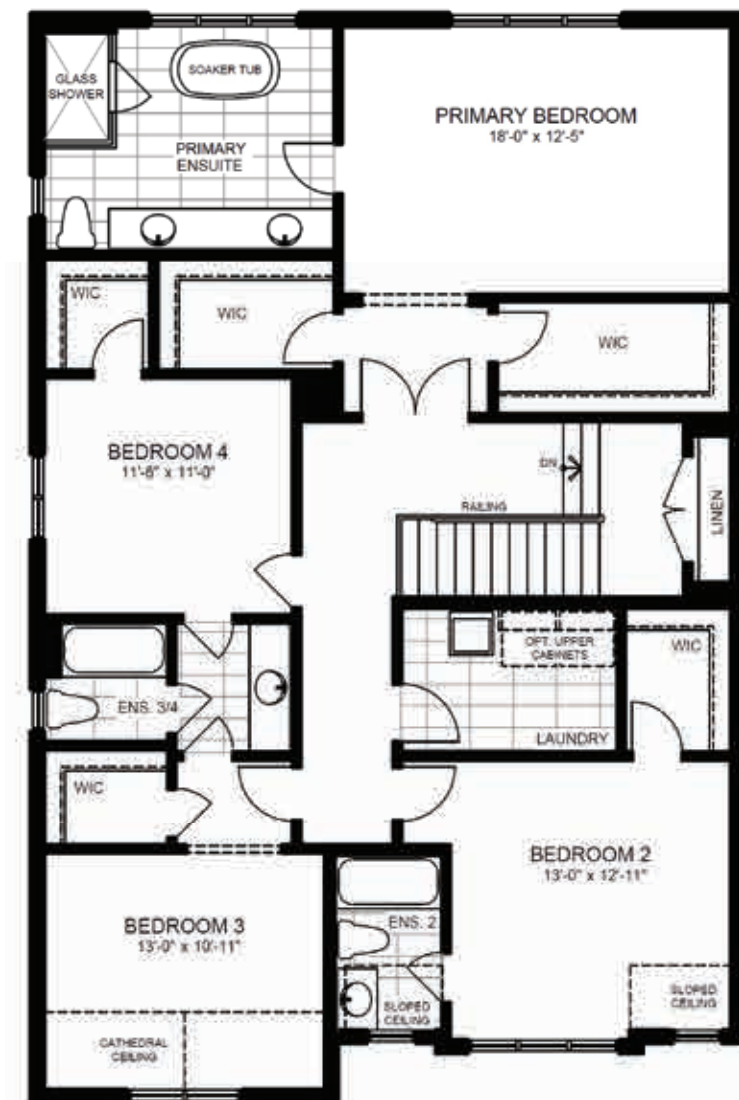 GLASS
SHOWER
SOAKER TUB
PRIMARY
ENSUITE
PRIMARY BEDROOM
18'-0" x 12'-5"
WIC
WIC
WIC
BEDROOM 4
11'-6" x 11'-0"
DN
RAILING
LINEN
OPT. UPPER
CABINETS
WIC
ENS. 3/4
LAUNDRY
WIC
BEDROOM 2
13'-0" x 12'-11"
BEDROOM 3
13'-0" x 10'-11"
ENS. 2
SLOPED
CEILING
SLOPED
CEILING
CATHEDRAL
CEILING